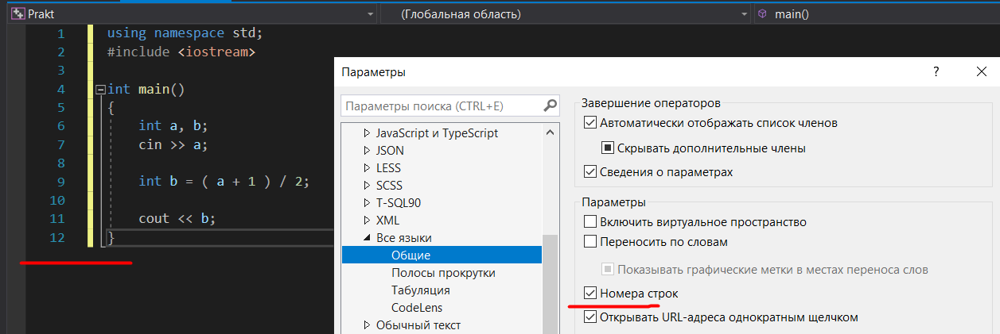 Prakt (Глобальная область) main()
1 using namespace std;
2 #include <iostream>
3
4 int main()
5 {
6 int a, b;
7 cin >> a;
8
9 int b = ( a + 1 ) / 2;
10
11 cout << b;
12 }
Параметры ?
Параметры поиска (CTRL+E)
JavaScript и TypeScript
JSON
LESS
SCSS
T-SQL90
XML
Все языки
Общие
Полосы прокрутки
Табуляция
CodeLens
Обычный текст
Завершение операторов
Автоматически отображать список членов
Скрывать дополнительные члены
Сведения о параметрах
Параметры
Включить виртуальное пространство
Переносить по словам
Показывать графические метки в местах переноса слов
Номера строк
Открывать URL-адреса однократным щелчком